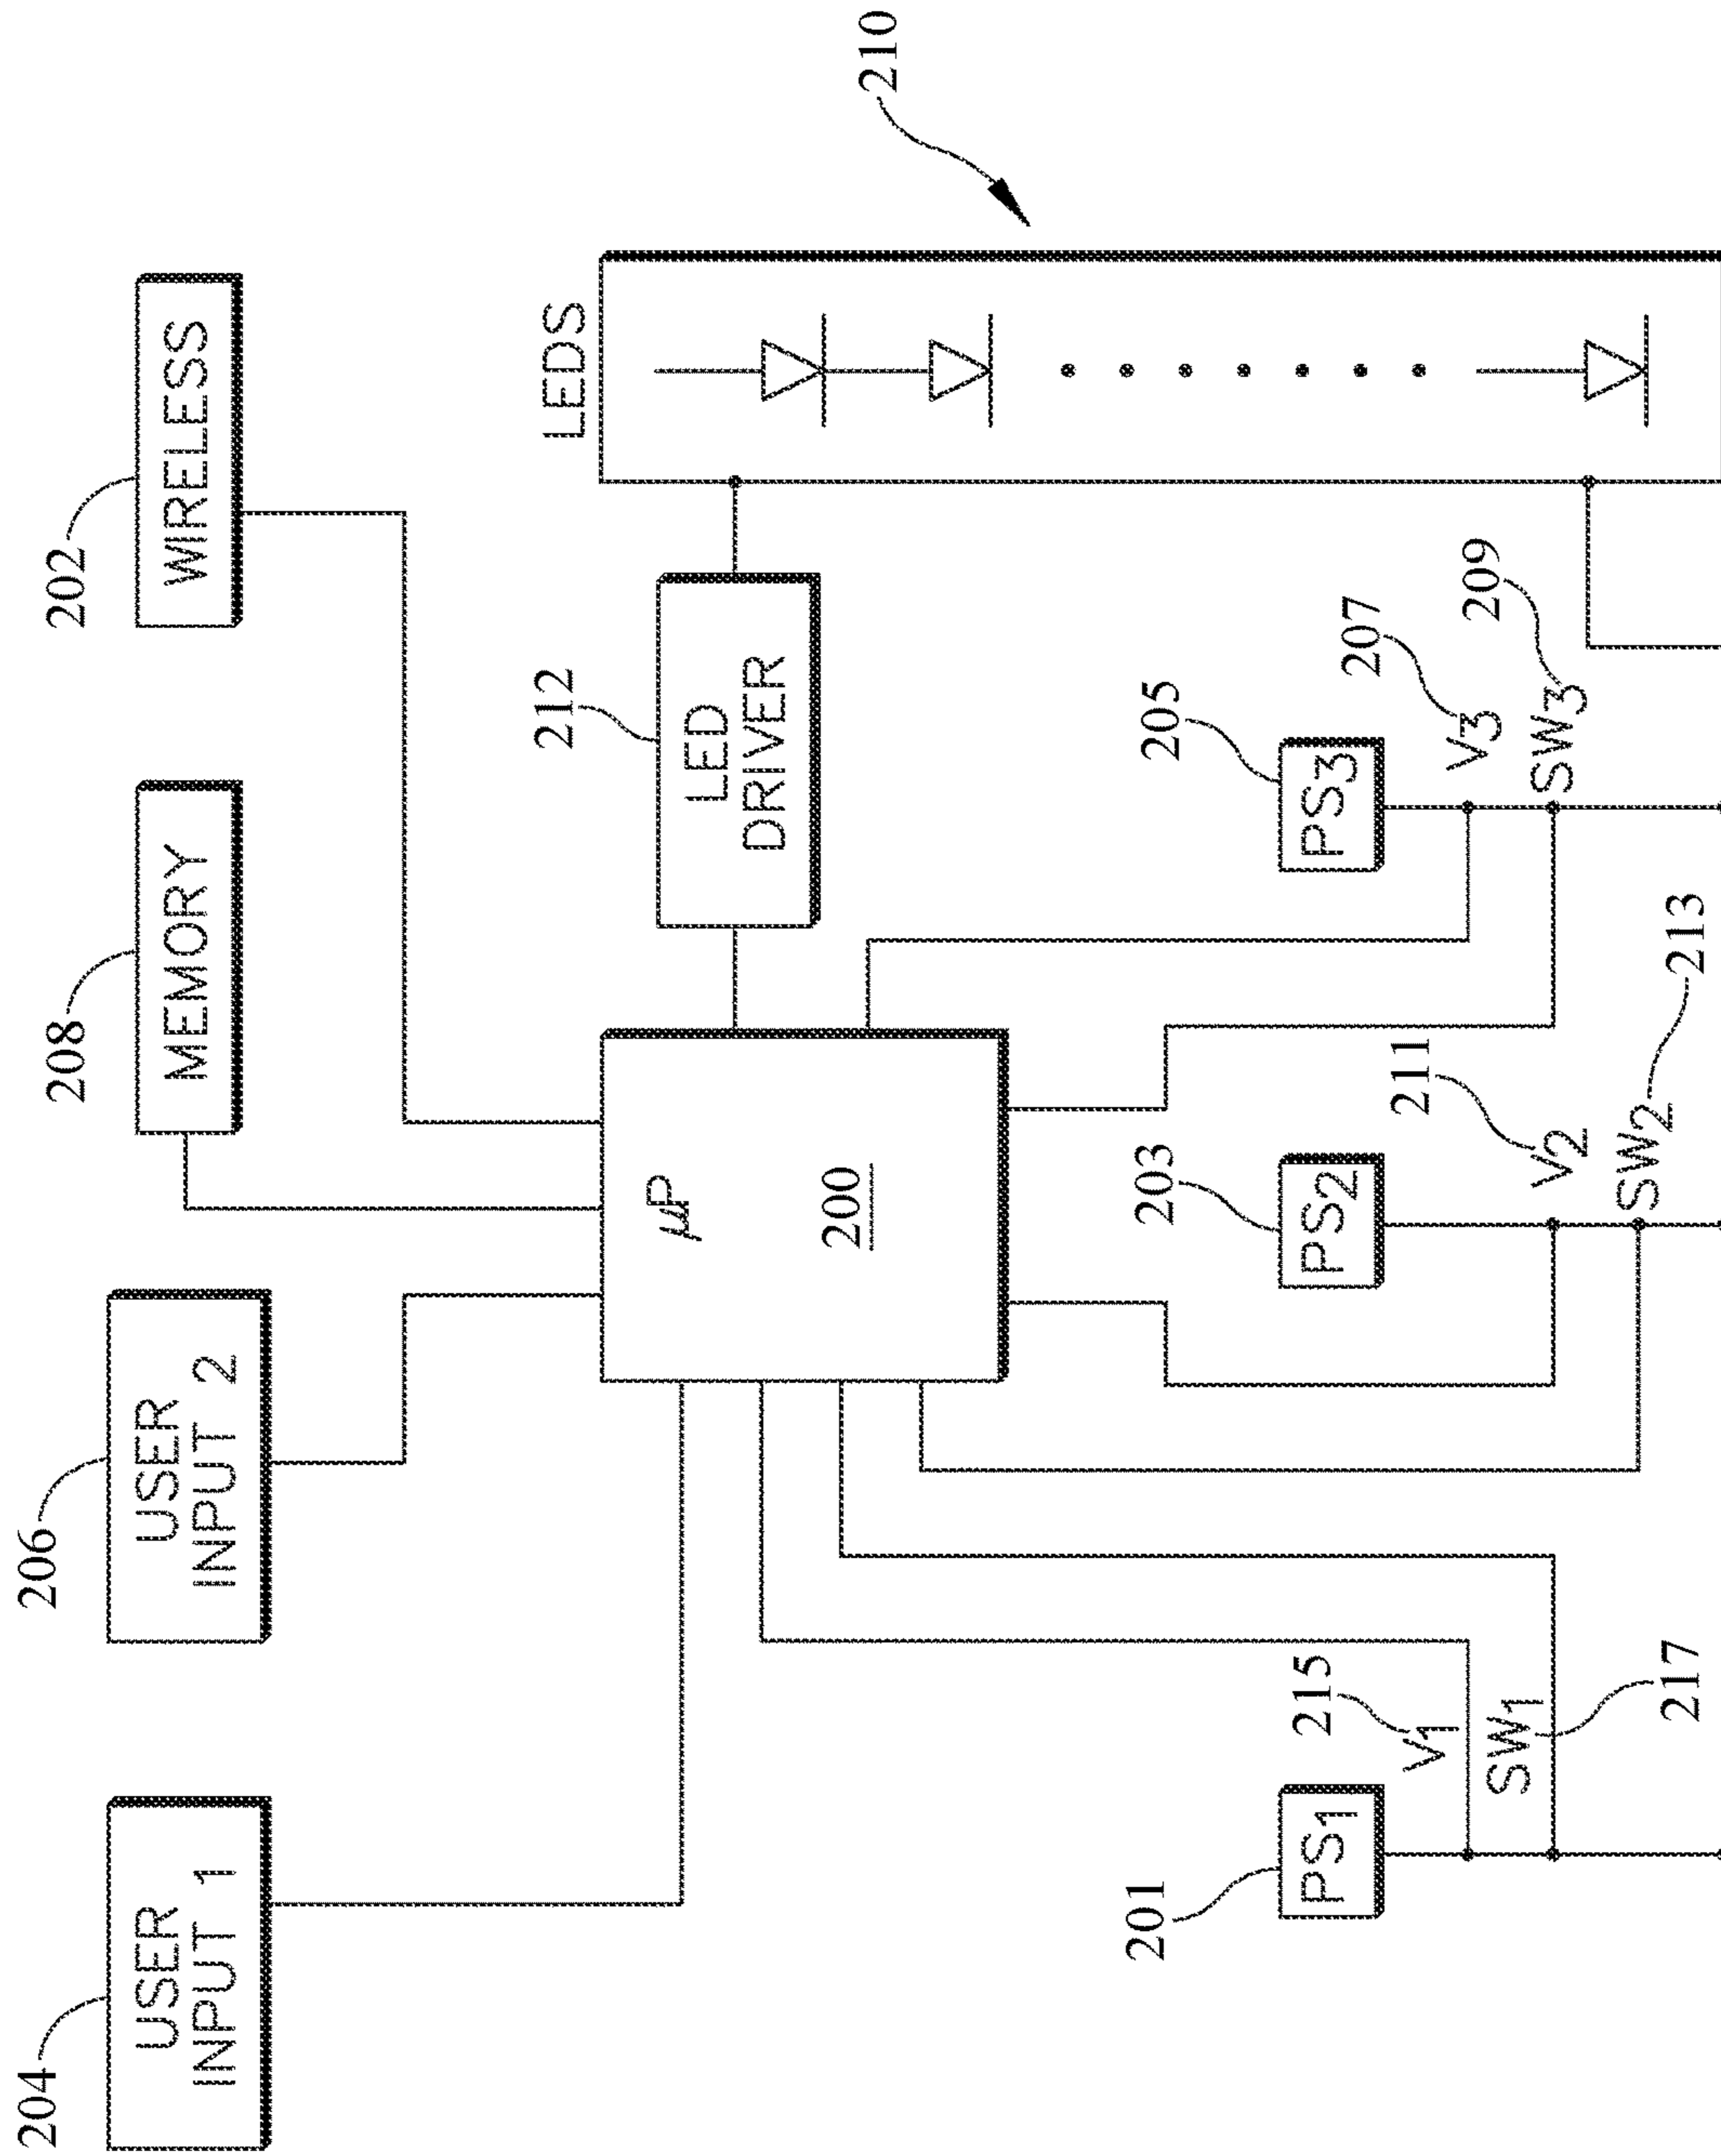 204
USER
INPUT 1
206
USER
INPUT 2
208
MEMORY
202
WIRELESS
μP
200
212
LED
DRIVER
LEDS
210
201
PS1
215
V1
SW1
217
203
PS2
211
V2
SW2
213
205
PS3
207
V3
SW3
209